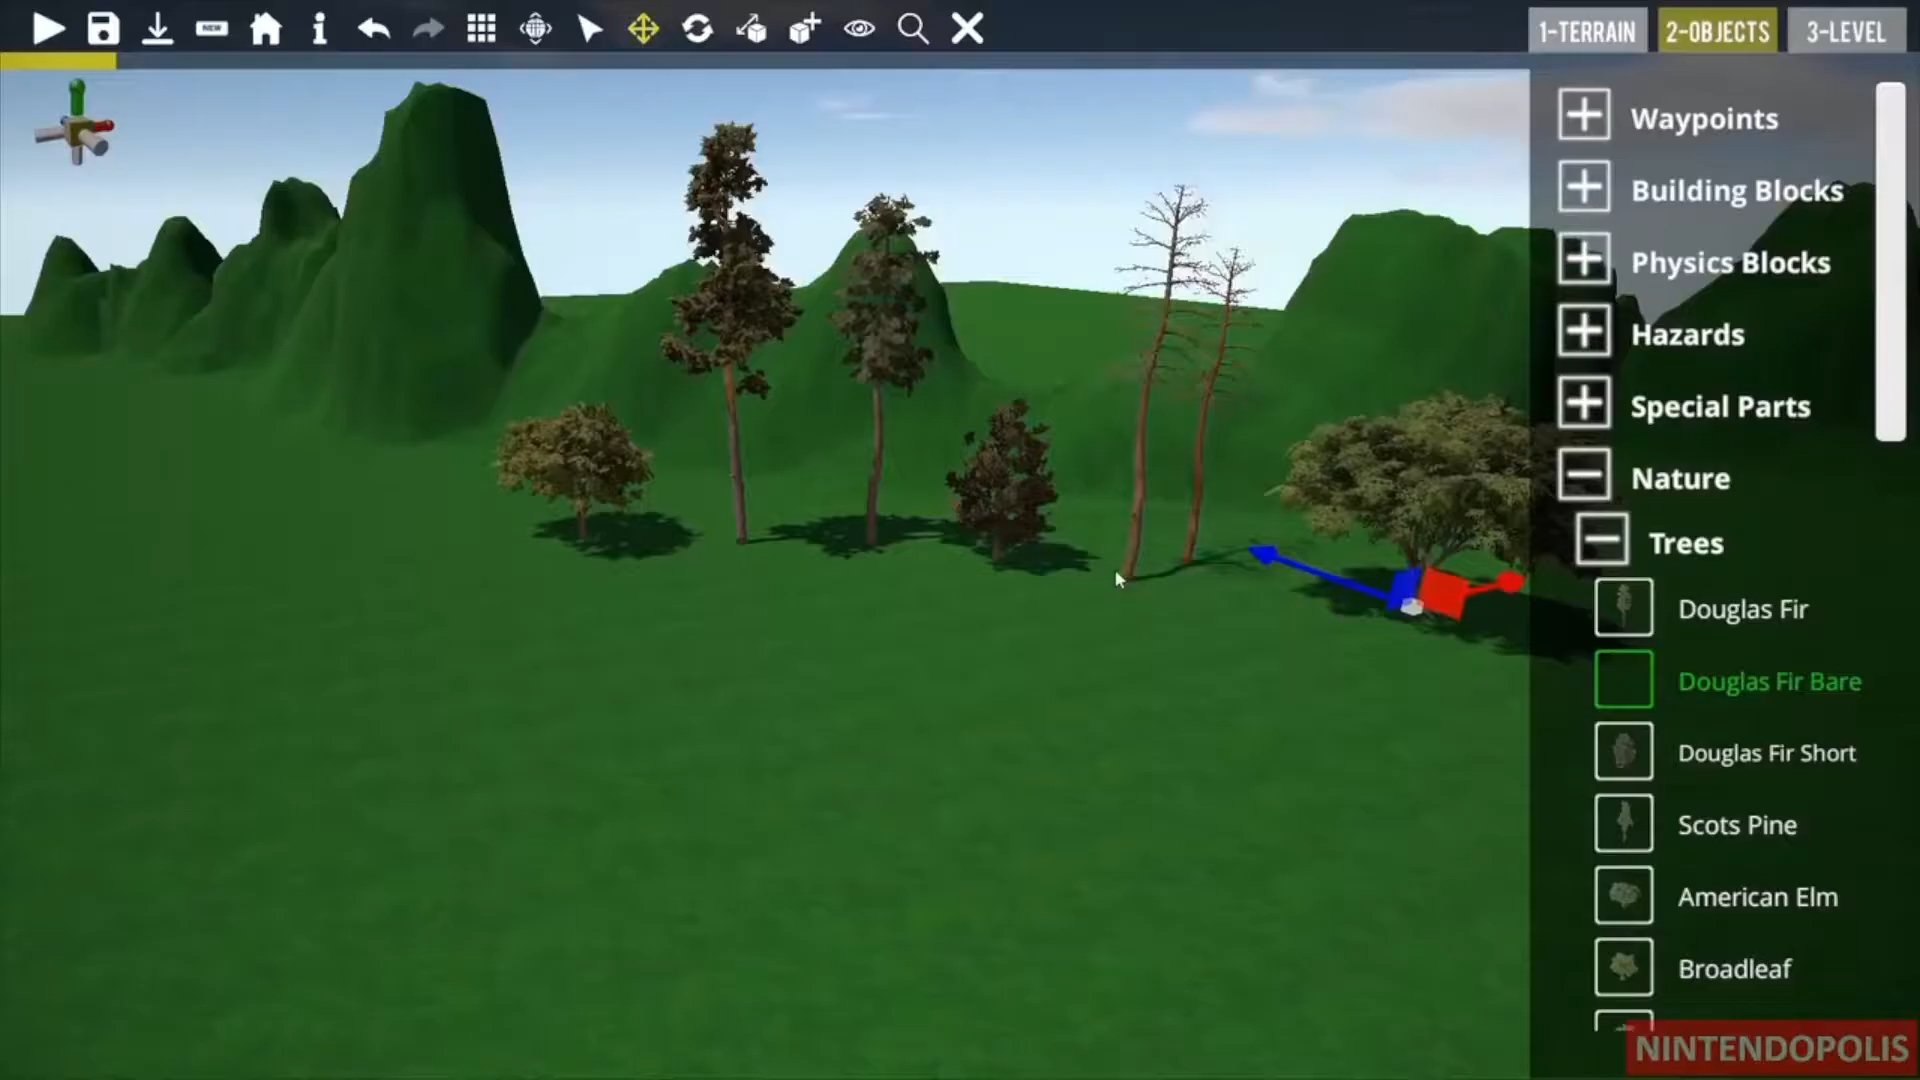 NEW
1-TERRAIN
2-OBJECTS
3-LEVEL
Waypoints
Building Blocks
Physics Blocks
Hazards
Special Parts
Nature
Trees
Douglas Fir
Douglas Fir Bare
Douglas Fir Short
Scots Pine
American Elm
Broadleaf
NINTENDOPOLIS